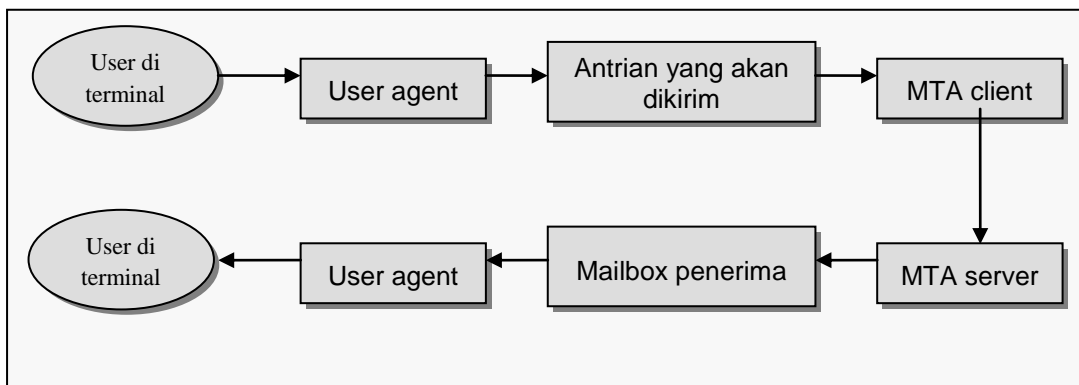 User di
terminal
User agent
Antrian yang akan
dikirim
MTA client
User di
terminal
User agent
Mailbox penerima
MTA server